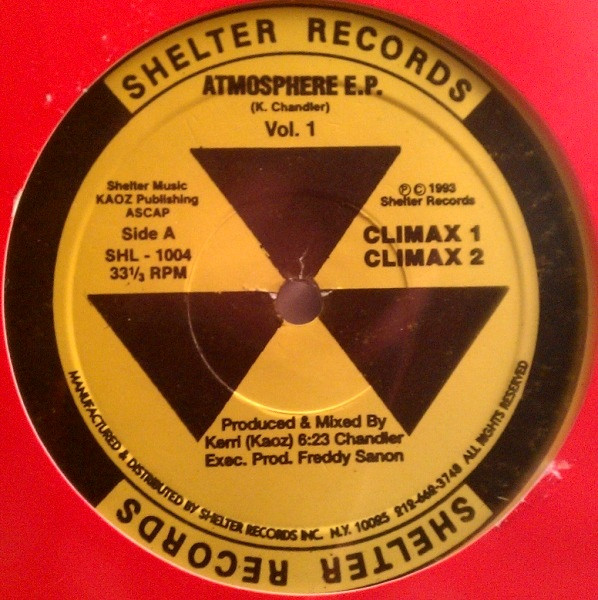 SHELTER RECORDS
ATMOSPHERE E.P.
(K. Chandler)
Vol. 1
Shelter Music
KAOZ Publishing
ASCAP
Side A
SHL - 1004
33⅓ RPM
Ⓟ © 1993
Shelter Records
CLIMAX 1
CLIMAX 2
Produced & Mixed By
Kerri (Kaoz) 6:23 Chandler
Exec. Prod. Freddy Sanon
MANUFACTURED & DISTRIBUTED BY SHELTER RECORDS INC. N.Y. 10025 212-662-3748 ALL RIGHTS RESERVED
SHELTER RECORDS